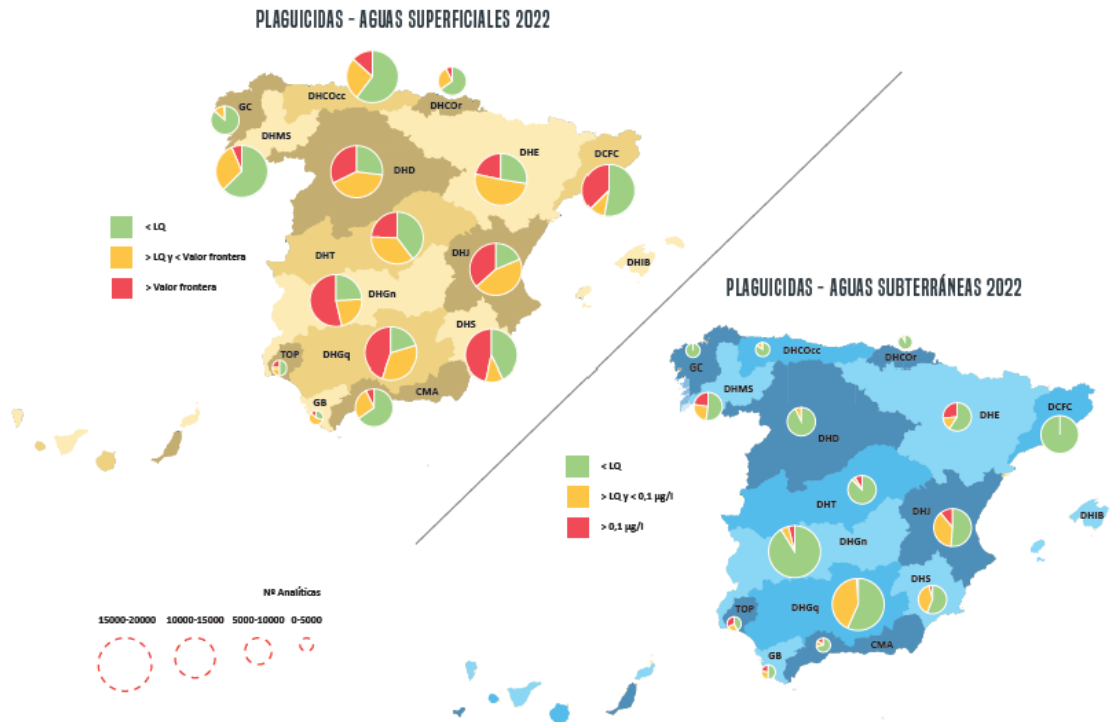 PLAGUICIDAS - AGUAS SUPERFICIALES 2022
GC
DHCOcc
DHCOr
DHMS
DHD
DHE
DCFC
< LQ
> LQ y < Valor frontera
> Valor frontera
DHT
DHJ
DHIB
DHGn
DHS
TOP
DHGq
GB
CMA
PLAGUICIDAS - AGUAS SUBTERRÁNEAS 2022
GC
DHCOcc
DHCOr
DHMS
DHE
DCFC
DHD
< LQ
> LQ y < 0,1 µg/l
> 0,1 µg/l
DHT
DHJ
DHIB
DHGn
DHS
TOP
DHGq
GB
CMA
Nº Analíticas
15000-20000 10000-15000 5000-10000 0-5000